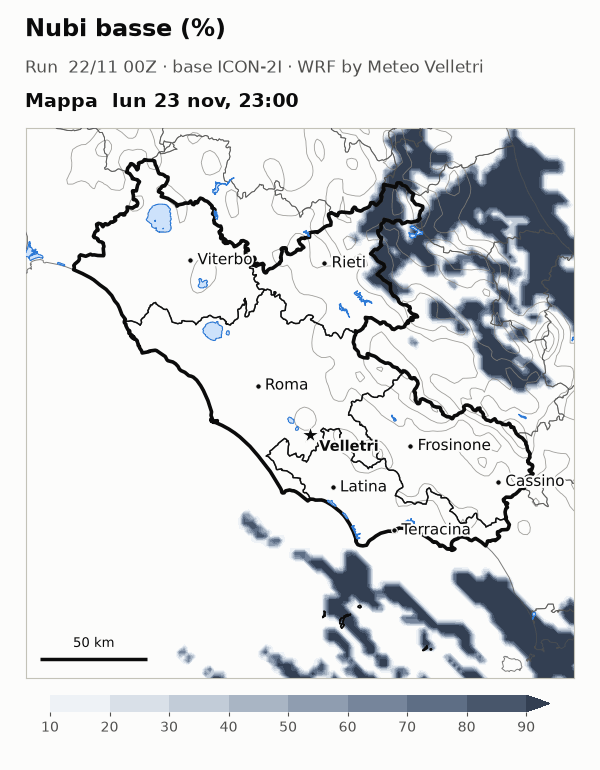 Nubi basse (%)
Run  22/11 00Z · base ICON-2I · WRF by Meteo Velletri
Mappa  lun 23 nov, 23:00
Viterbo
Rieti
Roma
Velletri
Frosinone
Cassino
Latina
Terracina
50 km
10 20 30 40 50 60 70 80 90